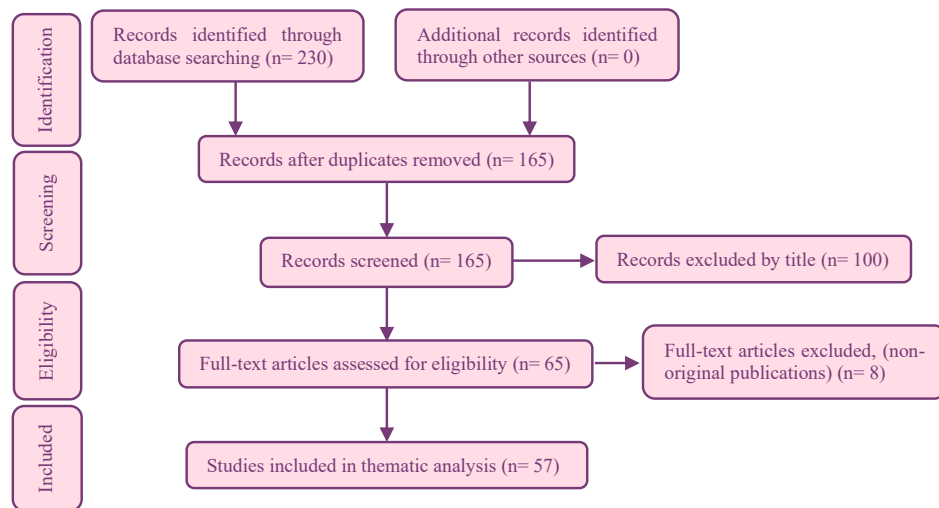 Identification
Records identified through
database searching (n= 230)
Additional records identified
through other sources (n= 0)
Records after duplicates removed (n= 165)
Screening
Records screened (n= 165)
Records excluded by title (n= 100)
Eligibility
Full-text articles assessed for eligibility (n= 65)
Full-text articles excluded, (non-
original publications) (n= 8)
Included
Studies included in thematic analysis (n= 57)